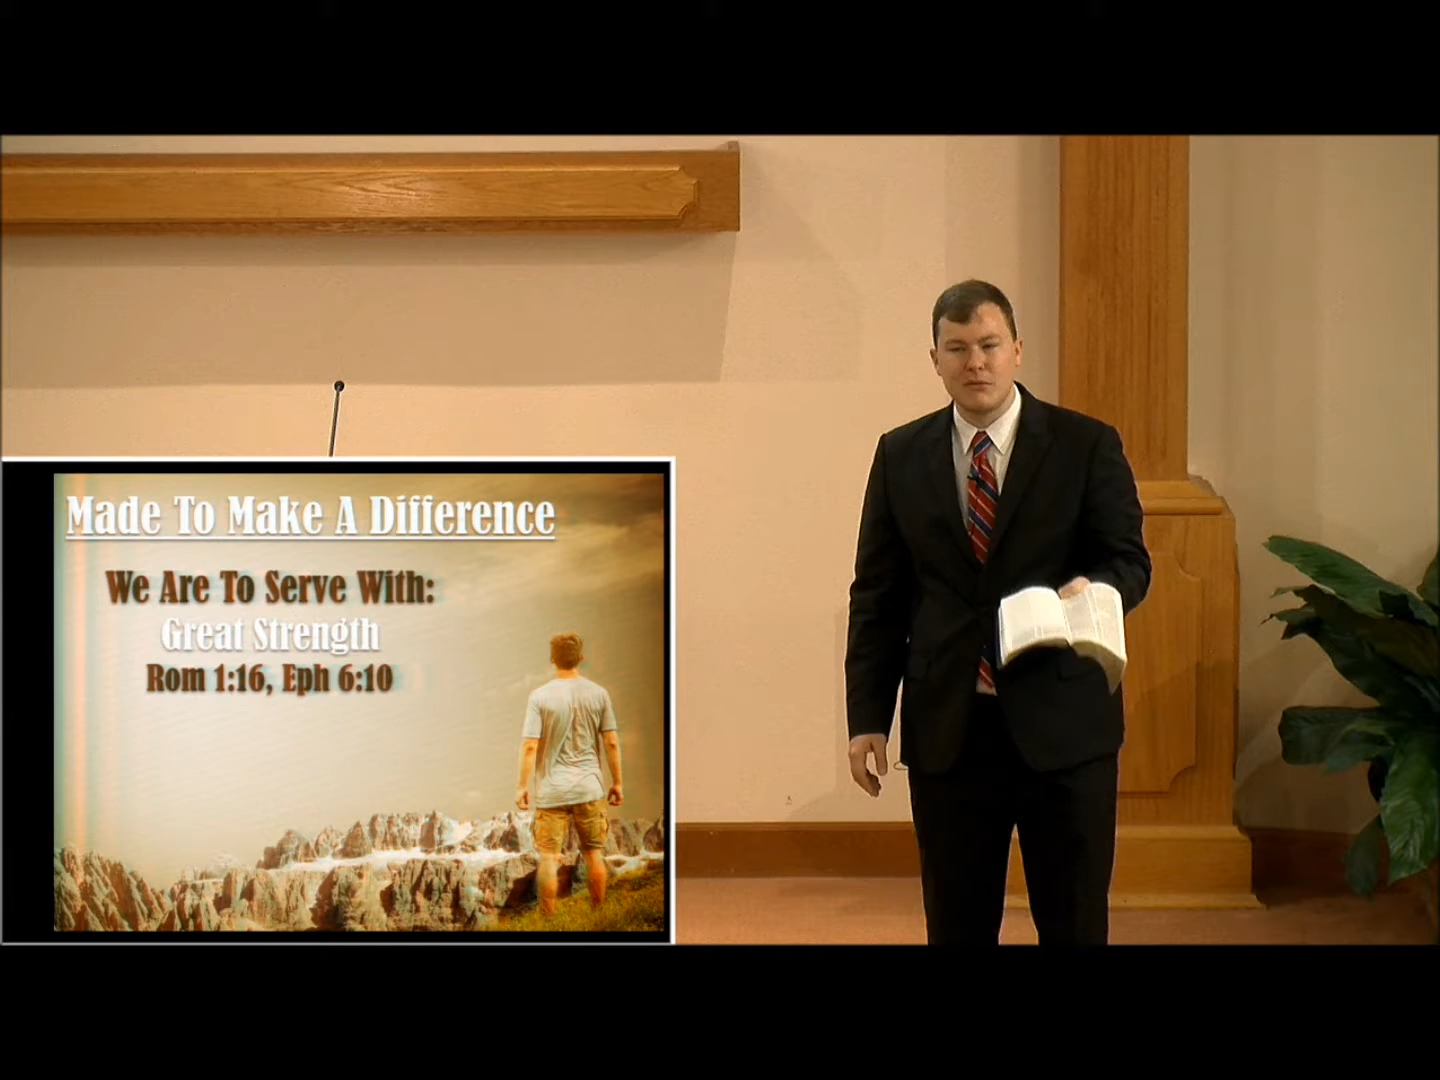 Made To Make A Difference
We Are To Serve With:
Great Strength
Rom 1:16, Eph 6:10